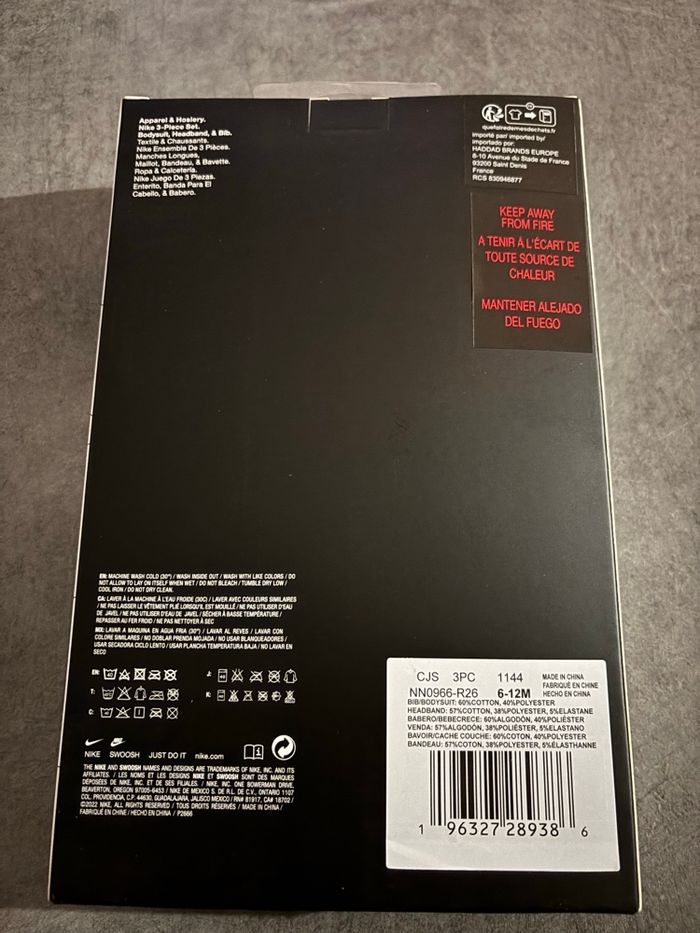 Apparel & Hosiery.
Nike 3-Piece Set.
Bodysuit, Headband, & Bib.
Textile & Chaussants.
Nike Ensemble De 3 Pièces.
Manches Longues,
Maillot, Bandeau, & Bavette.
Ropa & Calcetería.
Nike Juego De 3 Piezas.
Enterito, Banda Para El
Cabello, & Babero.
quefairedemesdechets.fr
importé par/ imported by/
importado por:
HADDAD BRANDS EUROPE
8-10 Avenue du Stade de France
93200 Saint Denis
France
RCS 830946877
KEEP AWAY
FROM FIRE
A TENIR À L'ÉCART DE
TOUTE SOURCE DE
CHALEUR
MANTENER ALEJADO
DEL FUEGO
EN: MACHINE WASH COLD (30°) / WASH INSIDE OUT / WASH WITH LIKE COLORS / DO
NOT ALLOW TO LAY ON ITSELF WHEN WET / DO NOT BLEACH / TUMBLE DRY LOW /
COOL IRON / DO NOT DRY CLEAN.
CA: LAVER À LA MACHINE À L'EAU FROIDE (30C) / LAVER AVEC COULEURS SIMILAIRES
/ NE PAS LAISSER LE VÊTEMENT PLIÉ LORSQU'IL EST MOUILLÉ / NE PAS UTILISER D'EAU
DE JAVEL / NE PAS UTILISER D'EAU / SÉCHER À BASSE TEMPÉRATURE /
REPASSER AU FER FROID / NE PAS NETTOYER À SEC
MX: LAVAR A MAQUINA EN AGUA FRIA (30°) / LAVAR AL REVES / LAVAR CON
COLORE SIMILARES / NO DOBLAR PRENDA MOJADA / NO USAR BLANQUEADORES /
USAR SECADORA CICLO LENTO / USAR PLANCHA TEMPERATURA BAJA / NO LAVAR EN
SECO
EN:
J:
T:
K:
C:
NIKE SWOOSH JUST DO IT nike.com
THE NIKE AND SWOOSH NAMES AND DESIGNS ARE TRADEMARKS OF NIKE, INC. AND ITS
AFFILIATES. / LES NOMS ET LES DESIGNS NIKE ET SWOOSH SONT DES MARQUES
DÉPOSÉES DE NIKE, INC. ET DE SES FILIALES. / NIKE, INC. ONE BOWERMAN DRIVE,
BEAVERTON, OREGON 97005-6453 / NIKE DE MEXICO S. DE R.L. DE C.V., ONTARIO 1107
COL. PROVIDENCIA, C.P. 44630, GUADALAJARA, JALISCO MEXICO / RN# 81917, CA# 18702 /
©2022 NIKE, ALL RIGHTS RESERVED / TOUS DROITS RÉSERVÉS / MADE IN CHINA /
FABRIQUÉ EN CHINE / HECHO EN CHINA / P2666
CJS 3PC 1144
MADE IN CHINA
FABRIQUÉ EN CHINE
HECHO EN CHINA
NN0966-R26 6-12M
BIB/BODYSUIT: 60%COTTON, 40%POLYESTER
HEADBAND: 57%COTTON, 38%POLYESTER, 5%ELASTANE
BABERO/BEBECRECE: 60%ALGODÓN, 40%POLIÉSTER
VENDA: 57%ALGODÓN, 38%POLIÉSTER, 5%ELASTANO
BAVOIR/CACHE COUCHE: 60%COTON, 40%POLYESTER
BANDEAU: 57%COTON, 38%POLYESTER, 5%ÉLASTHANNE
1 96327 28938 6